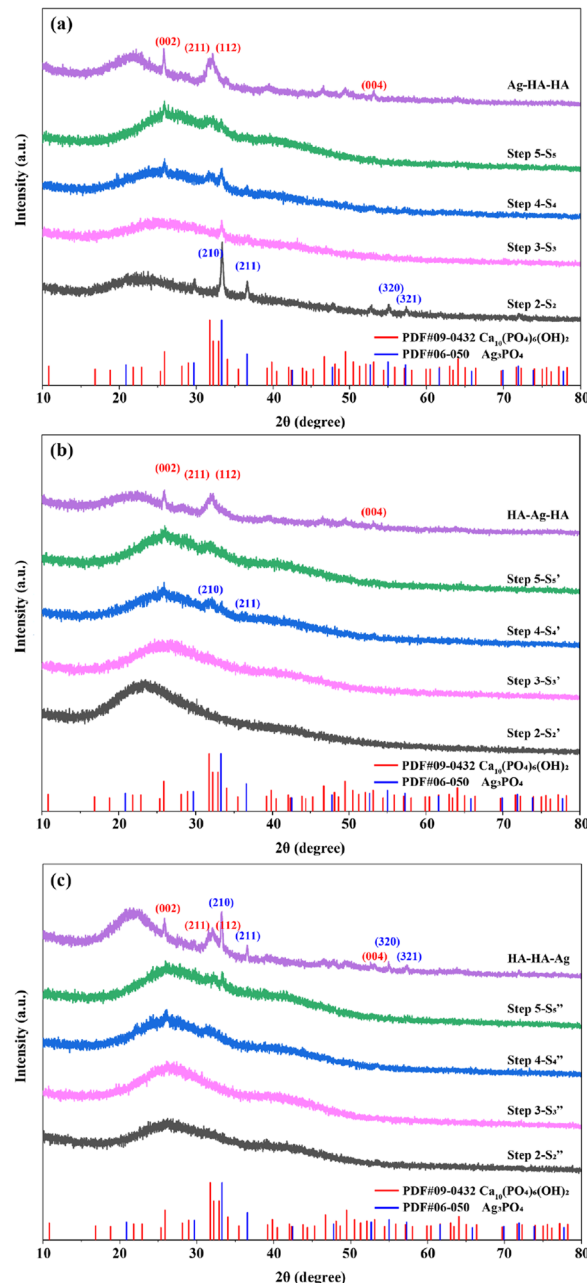 (a)
(002)
(211) (112)
(004)
Ag-HA-HA
Step 5-S₅
Step 4-S₄
Step 3-S₃
(210)
(211)
(320)
(321)
Step 2-S₂
PDF#09-0432 Ca₁₀(PO₄)₆(OH)₂
PDF#06-050 Ag₃PO₄
Intensity (a.u.)
10 20 30 40 50 60 70 80
2θ (degree)
(b)
(002)
(211) (112)
(004)
HA-Ag-HA
Step 5-S₅’
(210)
(211)
Step 4-S₄’
Step 3-S₃’
Step 2-S₂’
PDF#09-0432 Ca₁₀(PO₄)₆(OH)₂
PDF#06-050 Ag₃PO₄
Intensity (a.u.)
10 20 30 40 50 60 70 80
2θ (degree)
(c)
(210)
(002)
(211) (112)
(211)
(320)
(004) (321)
HA-HA-Ag
Step 5-S₅”
Step 4-S₄”
Step 3-S₃”
Step 2-S₂”
PDF#09-0432 Ca₁₀(PO₄)₆(OH)₂
PDF#06-050 Ag₃PO₄
Intensity (a.u.)
10 20 30 40 50 60 70 80
2θ (degree)